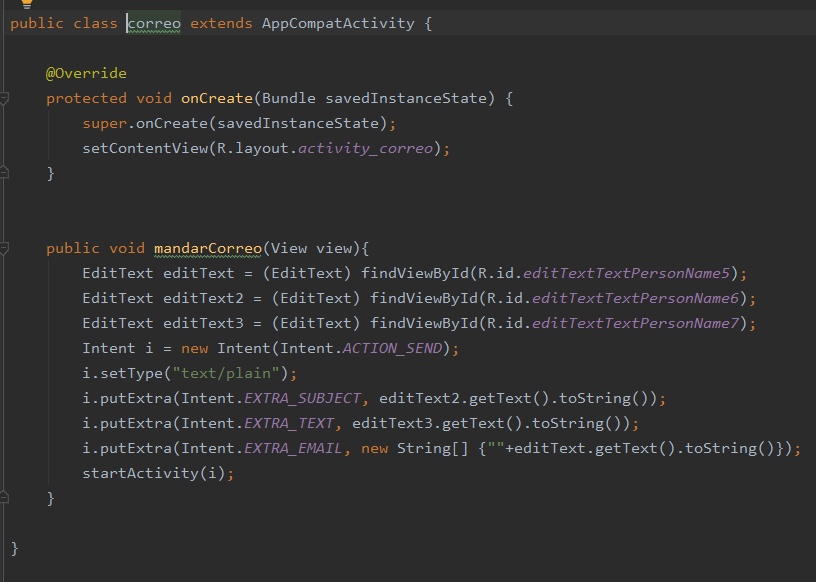 public class correo extends AppCompatActivity {
@Override
protected void onCreate(Bundle savedInstanceState) {
super.onCreate(savedInstanceState);
setContentView(R.layout.activity_correo);
}
public void mandarCorreo(View view){
EditText editText = (EditText) findViewById(R.id.editTextTextPersonName5);
EditText editText2 = (EditText) findViewById(R.id.editTextTextPersonName6);
EditText editText3 = (EditText) findViewById(R.id.editTextTextPersonName7);
Intent i = new Intent(Intent.ACTION_SEND);
i.setType("text/plain");
i.putExtra(Intent.EXTRA_SUBJECT, editText2.getText().toString());
i.putExtra(Intent.EXTRA_TEXT, editText3.getText().toString());
i.putExtra(Intent.EXTRA_EMAIL, new String[] {""+editText.getText().toString()});
startActivity(i);
}
}